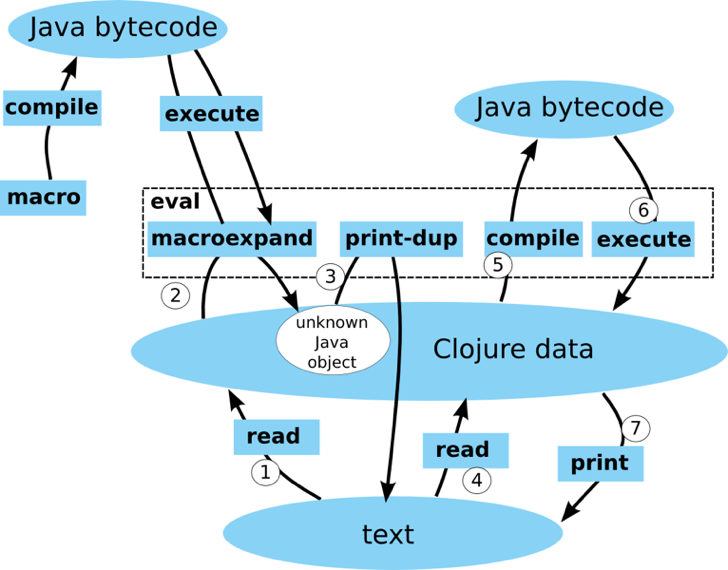 Java bytecode
compile
execute
macro
Java bytecode
eval
macroexpand
print-dup
compile
execute
6
5
2
3
unknown
Java
object
Clojure data
read
1
read
4
7
print
text